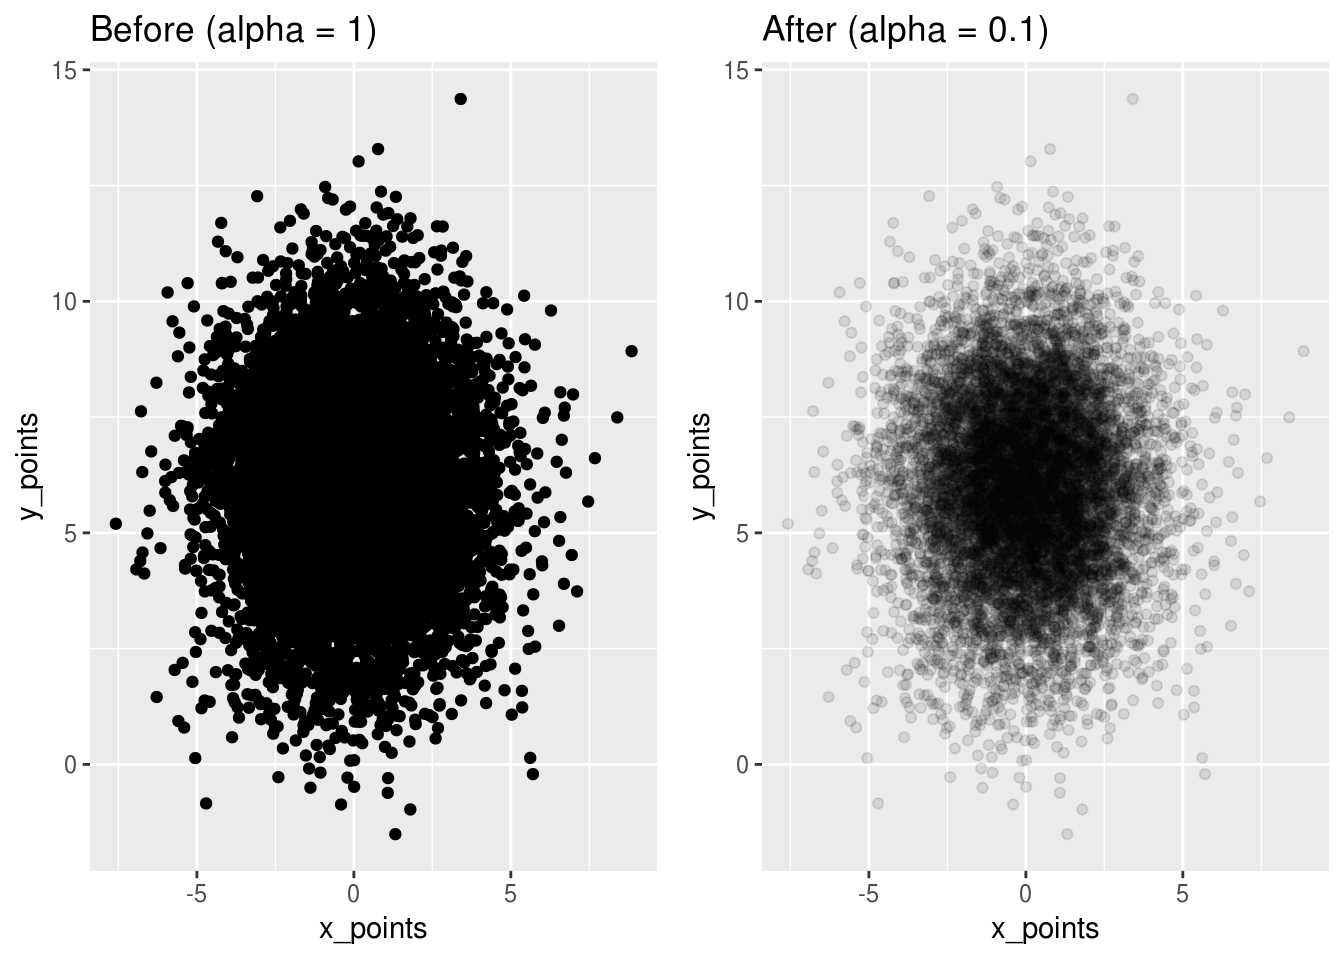 Before (alpha = 1)
15
10
5
0
y_points
-5 0 5
x_points
After (alpha = 0.1)
15
10
5
0
y_points
-5 0 5
x_points